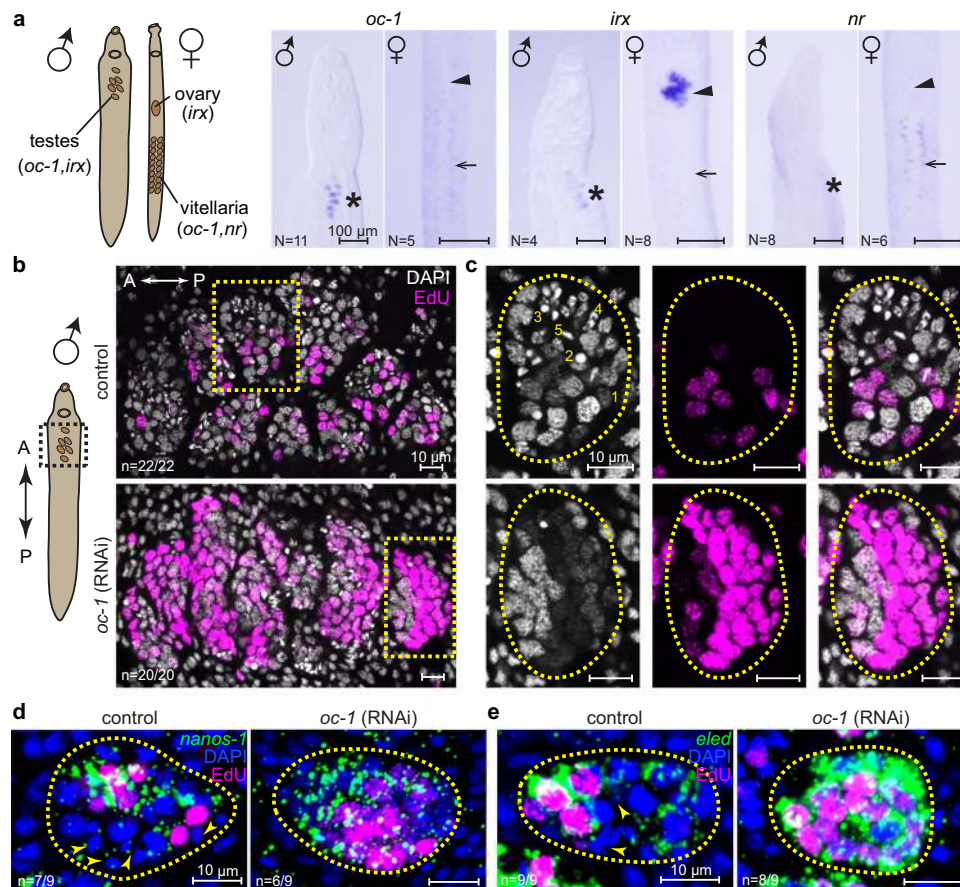 a
♂
♀
ovary
(irx)
testes
(oc-1,irx)
vitellaria
(oc-1,nr)
oc-1
irx
nr
♂
♀
♂
♀
♂
♀
*
*
*
100 µm
N=11
N=5
N=4
N=8
N=8
N=6
b
♂
A
P
control
A
P
DAPI
EdU
n=22/22
10 µm
oc-1 (RNAi)
n=20/20
c
3
4
5
2
1
10 µm
d
control
oc-1 (RNAi)
nanos-1
DAPI
EdU
n=7/9
10 µm
n=6/9
e
control
oc-1 (RNAi)
eled
DAPI
EdU
n=9/9
10 µm
n=8/9